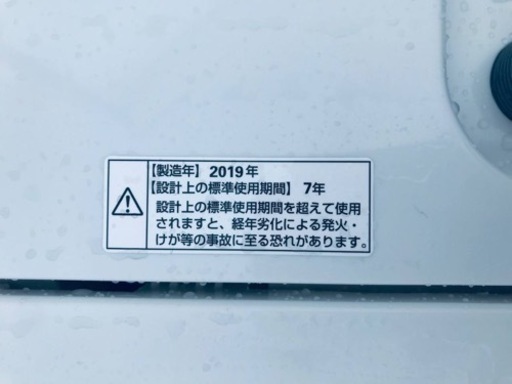 【製造年】2019年
【設計上の標準使用期間】 7年
設計上の標準使用期間を超えて使用
されますと、経年劣化による発火・
けが等の事故に至る恐れがあります。